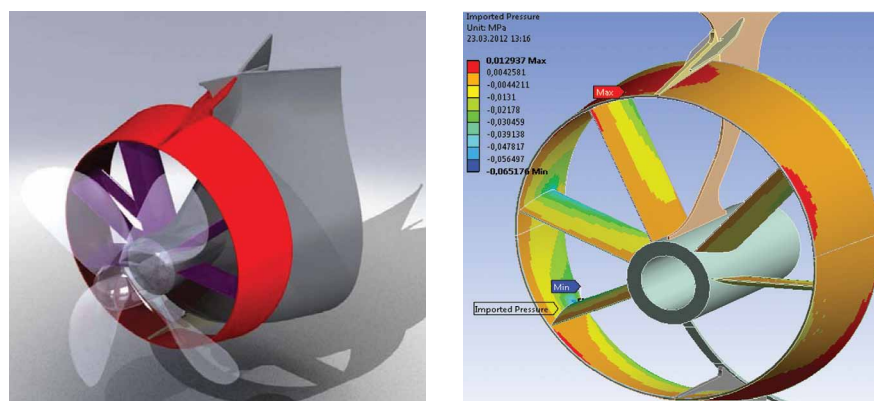 Imported Pressure
Unit: MPa
23.03.2012 13:16
0,012937 Max
0,0042581
-0,0044211
-0,0131
-0,02178
-0,030459
-0,039138
-0,047817
-0,056497
-0,065176 Min
Max
Min
Imported Pressure